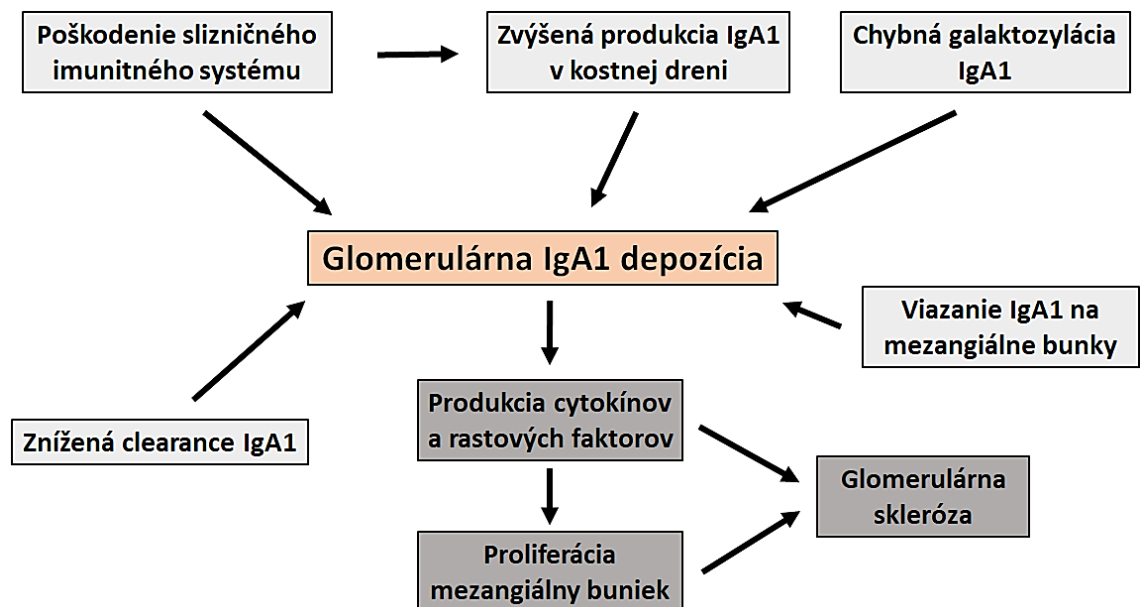 Poškodenie slizničného
imunitného systému
Zvýšená produkcia IgA1
v kostnej dreni
Chybná galaktozylácia
IgA1
Glomerulárna IgA1 depozícia
Viazanie IgA1 na
mezangiálne bunky
Znížená clearance IgA1
Produkcia cytokínov
a rastových faktorov
Glomerulárna
skleróza
Proliferácia
mezangiálny buniek